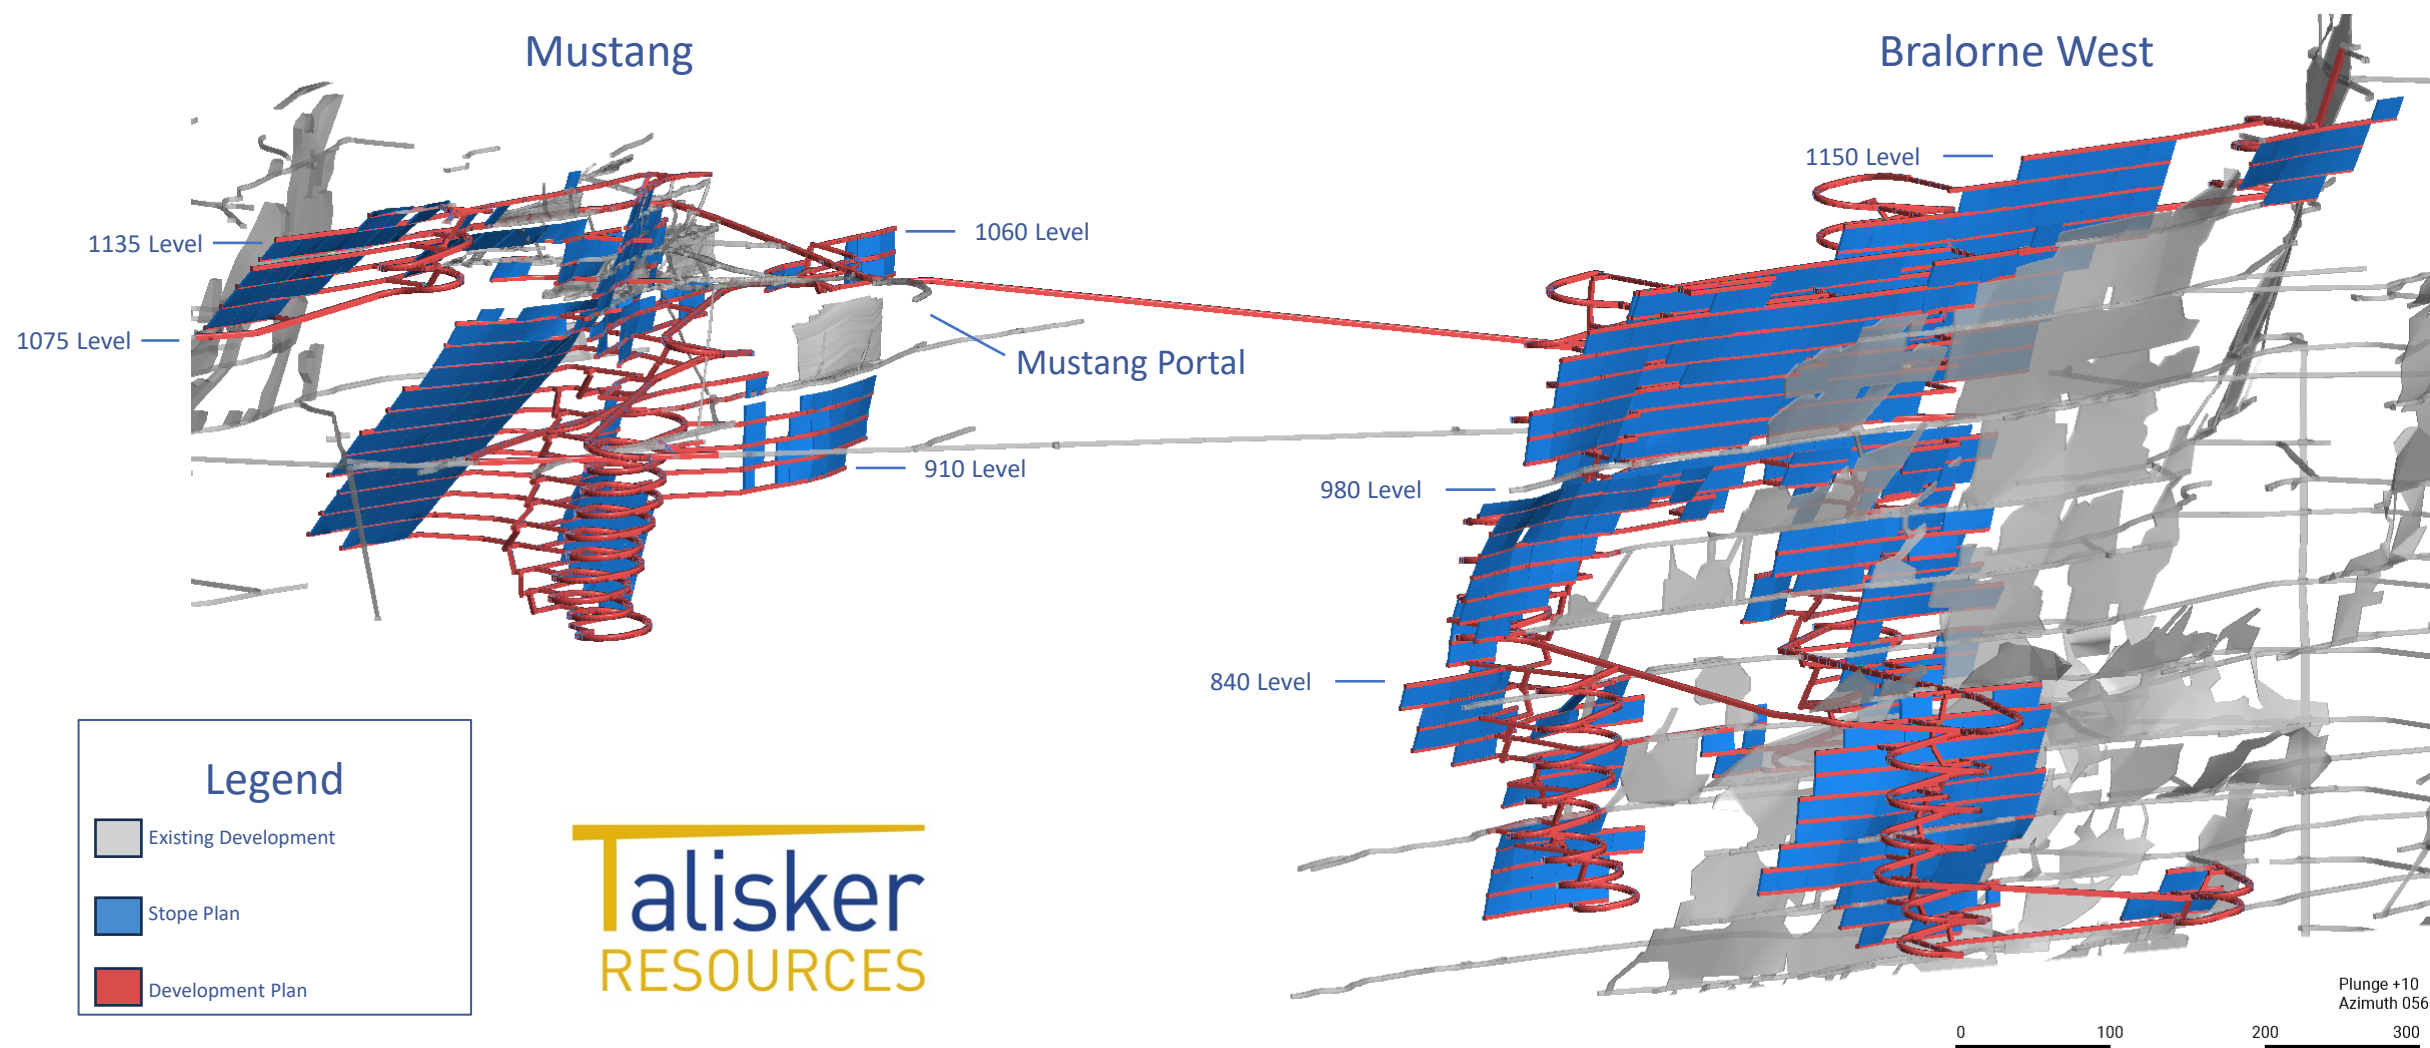 Mustang
Bralorne West
1150 Level
1135 Level
1060 Level
1075 Level
Mustang Portal
910 Level
980 Level
840 Level
Legend
Existing Development
Stope Plan
Development Plan
Talisker
RESOURCES
Plunge +10
Azimuth 056
0 100 200 300